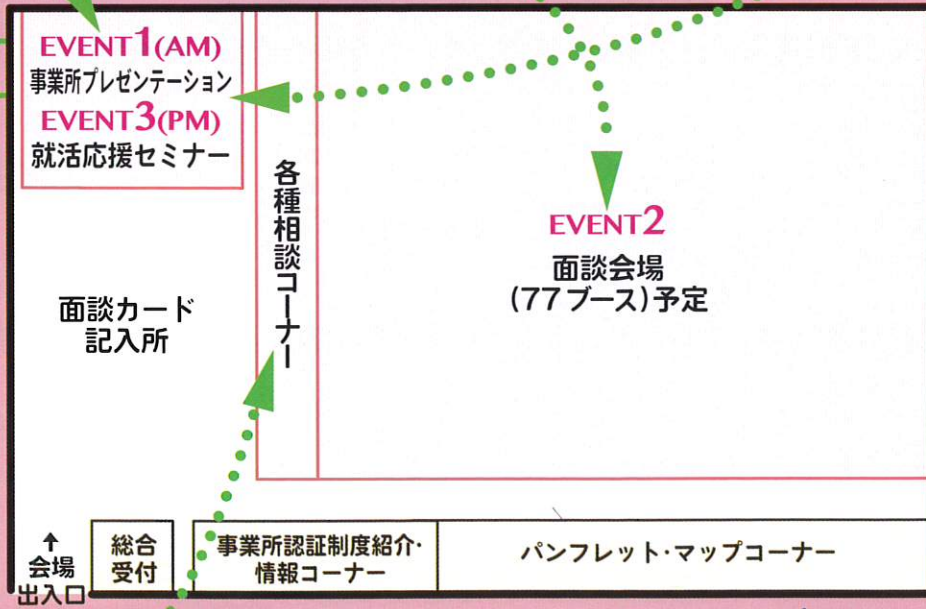 EVENT1(AM)
事業所プレゼンテーション
EVENT3(PM)
就活応援セミナー
各種相談コーナー
EVENT2
面談会場
(77ブース)予定
面談カード
記入所
↑
会場
出入口
総合
受付
事業所認証制度紹介・
情報コーナー
パンフレット・マップコーナー